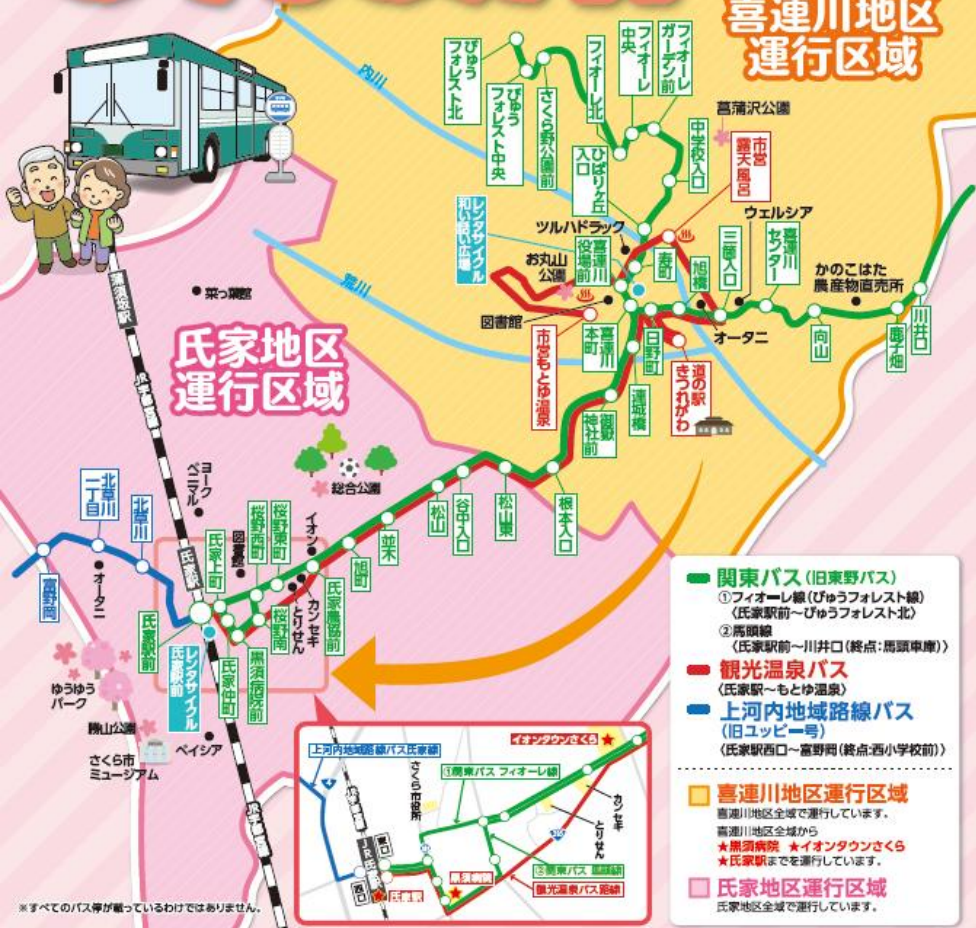 喜連川地区
運行区域
びゅうフォレスト北
びゅうフォレスト中央
さくら野公園前
フィオーレ北
フィオーレ中央
フィオーレガーデン前
菖蒲沢公園
中学校入口
ひばりヶ丘入口
市営露天風呂
内川
荒川
レンタサイクル
和い話い広場
ツルハドラッグ
お丸山公園
喜連川役場前
寿町
旭橋
三箇入口
ウェルシア
喜連川センター
かのこはた農産物直売所
川井口
鹿子畑
向山
オータニ
図書館
市営もとゆ温泉
喜連川本町
日野町
道の駅きつれがわ
連城橋
御嶽神社前
菜っ葉館
氏家地区
運行区域
JR宇都宮線
総合公園
根本入口
松山東
谷中入口
松山
並木
旭町
ヨークベニマル
北草川一丁目
北草川
オータニ
富野岡
氏家駅
氏家上町
図書館
桜野西町
桜野東町
イオン
カンセキ
とりせん
氏家農協前
桜野南
黒須病院前
氏家仲町
氏家駅前
レンタサイクル
氏家駅前
ゆうゆうパーク
勝山公園
さくら市ミュージアム
ベイシア
JR宇都宮線
※すべてのバス停が載っているわけではありません。
上河内地域路線バス氏家線
イオンタウンさくら★
①関東バス フィオーレ線
さくら市役所
カンセキ
とりせん
東口
西口
氏家駅
黒須病院
②関東バス 馬頭線
観光温泉バス路線
関東バス(旧東野バス)
①フィオーレ線(びゅうフォレスト線)
〈氏家駅前～びゅうフォレスト北〉
②馬頭線
〈氏家駅前～川井口(終点:馬頭車庫)〉
観光温泉バス
〈氏家駅～もとゆ温泉〉
上河内地域路線バス
(旧ユッピー号)
〈氏家駅西口～富野岡(終点:西小学校前)〉
喜連川地区運行区域
喜連川地区全域で運行しています。
喜連川地区全域から
★黒須病院 ★イオンタウンさくら
★氏家駅までを運行しています。
氏家地区運行区域
氏家地区全域で運行しています。